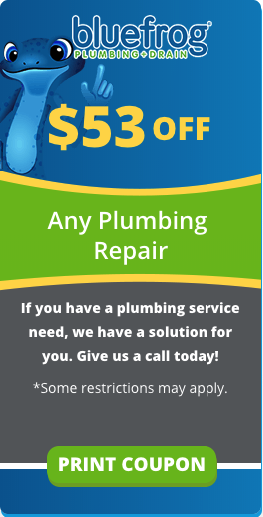 bluefrog®
PLUMBING + DRAIN
$53 OFF
Any Plumbing
Repair
If you have a plumbing service
need, we have a solution for
you. Give us a call today!
*Some restrictions may apply.
PRINT COUPON